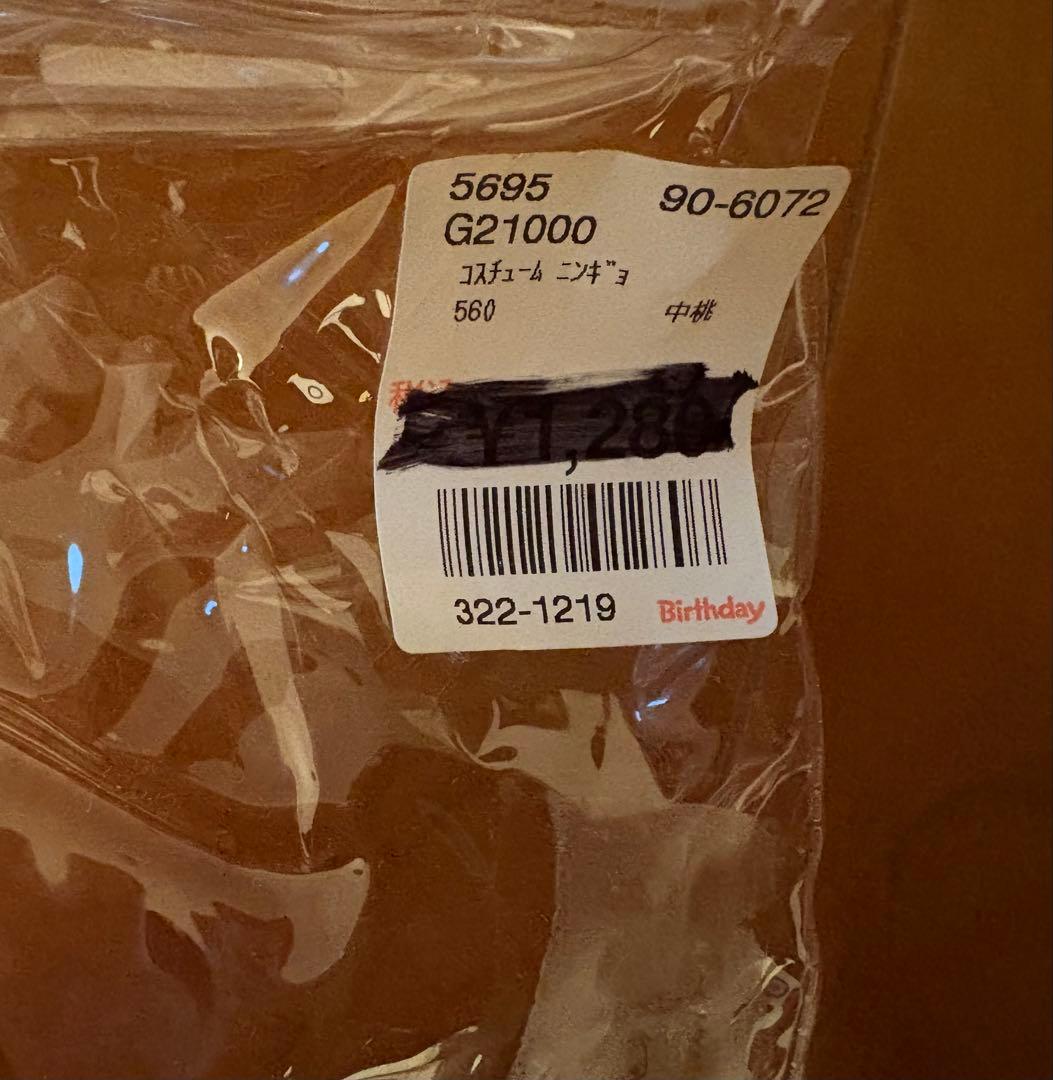 5695 90-6072
G21000
コスチューム ニンギョ
560 中桃
322-1219 Birthday